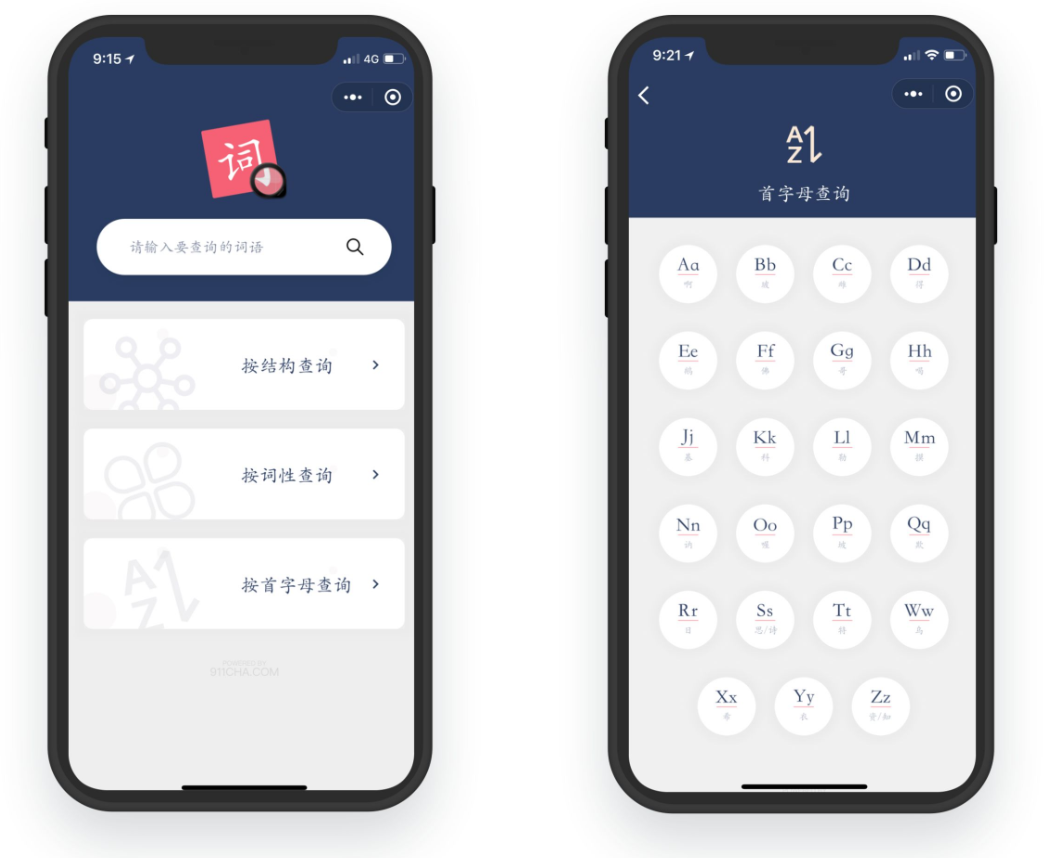 9:15 4G
词
请输入要查询的词语
按结构查询
A Z
按词性查询
按首字母查询
POWERED BY
911CHA.COM
9:21
A
Z
首字母查询
Aa Bb Cc Dd
啊 玻 得
Ee Ff Gg Hh
鹅 佛 哥 喝
Jj Kk Ll Mm
基 科 勒 摸
Nn Oo Pp Qq
讷 喔 坡 欺
Rr Ss Tt Ww
日 思/诗 特 乌
Xx Yy Zz
希 衣 资/知